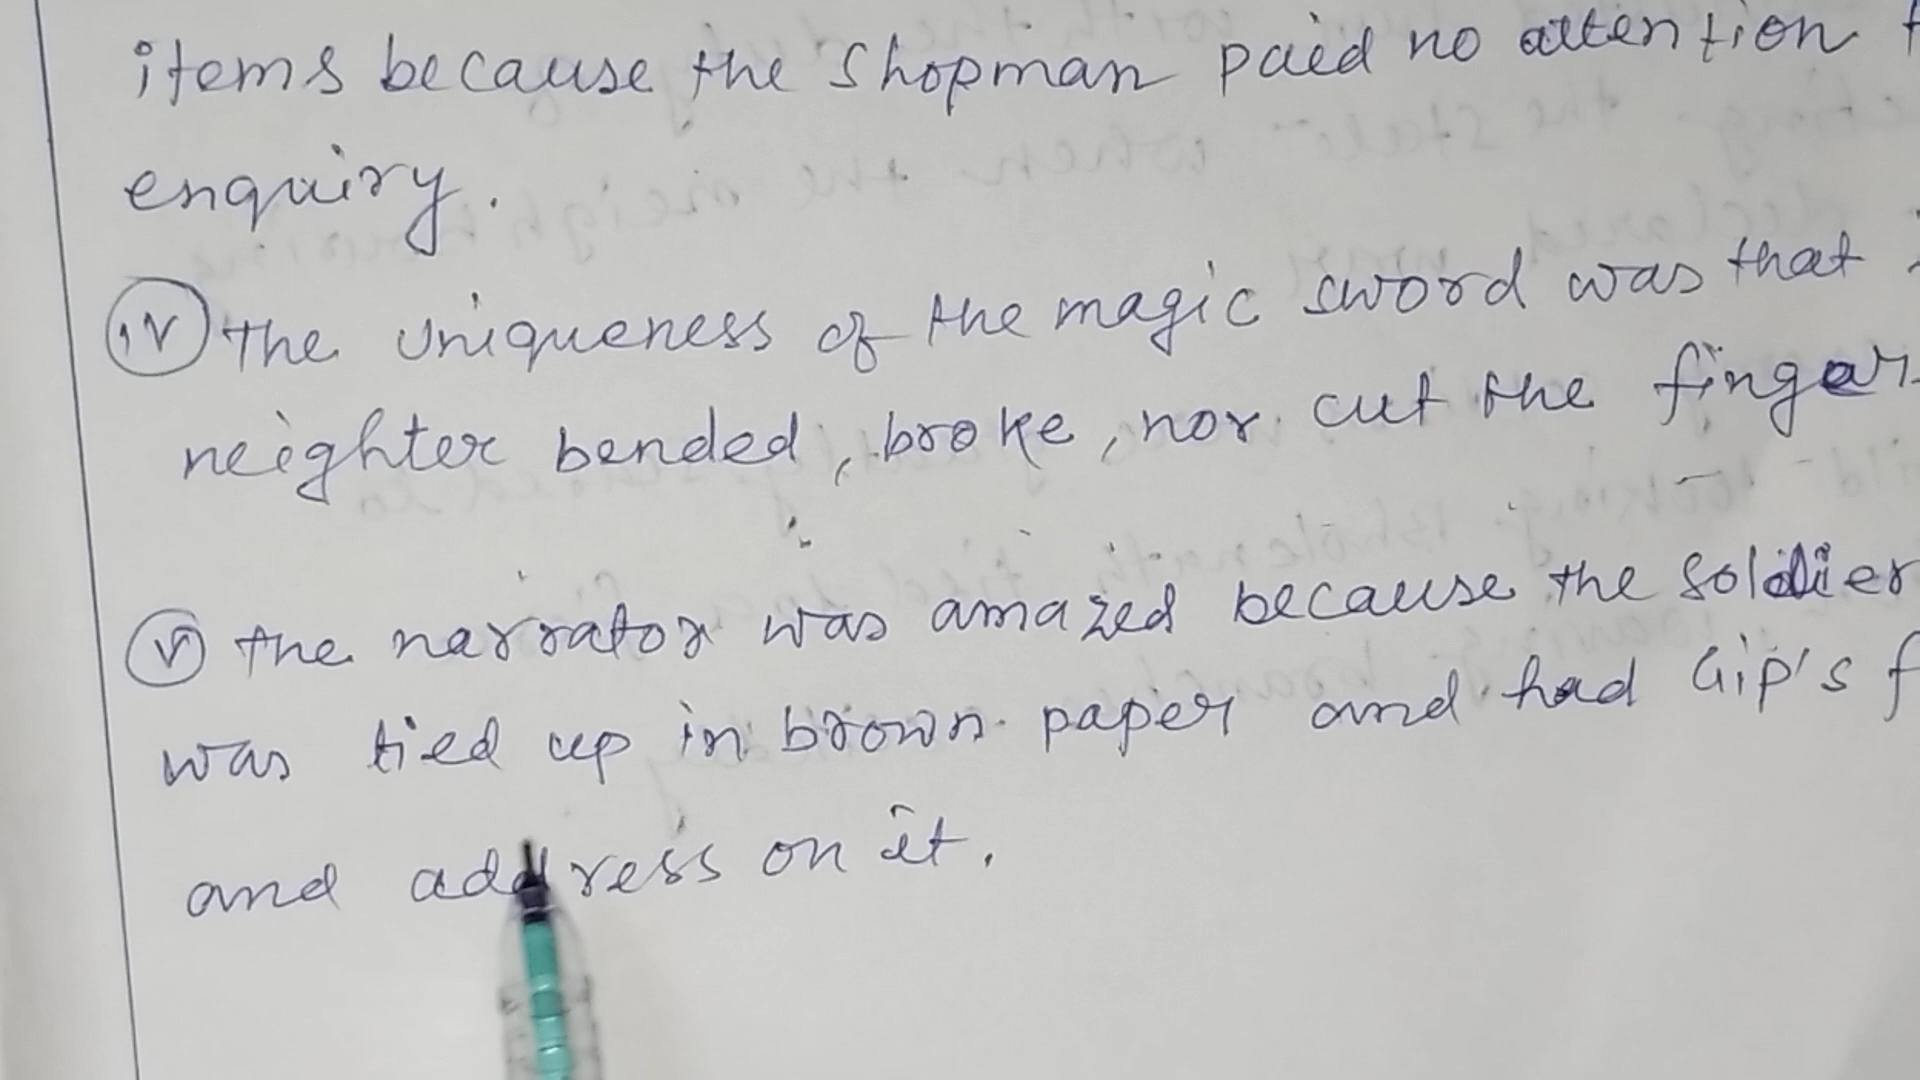 items because the shopman paid no attention
enquiry.
iv The uniqueness of the magic sword was that
neighter bended, broke, nor cut the finger
v the narrator was amazed because the soldier
was tied up in brown paper and had Gip's
and address on it.